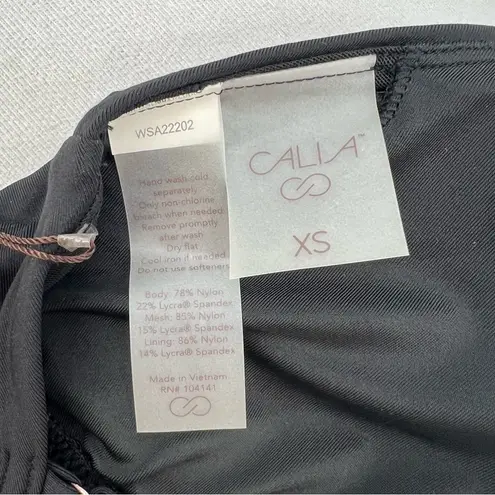 WSA22202
Hand wash cold
separately
Only non-chlorine
bleach when needed
Remove promptly
after wash
Dry flat
Cool iron if needed
Do not use softeners
Body: 78% Nylon
22% Lycra® Spandex
Mesh: 85% Nylon
15% Lycra® Spandex
Lining: 86% Nylon
14% Lycra® Spandex
Made in Vietnam
RN# 104141
CALIA™
XS